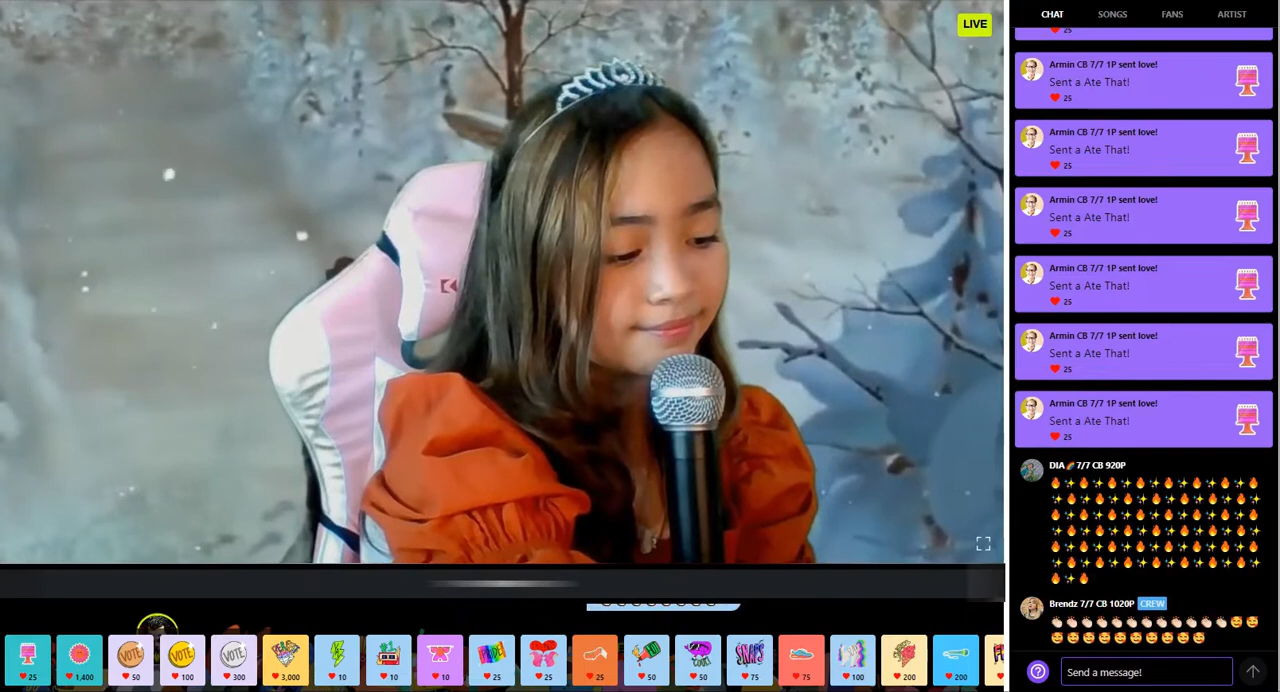 LIVE
CHAT SONGS FANS ARTIST
25
Armin CB 7/7 1P sent love!
Sent a Ate That!
25
Armin CB 7/7 1P sent love!
Sent a Ate That!
25
Armin CB 7/7 1P sent love!
Sent a Ate That!
25
Armin CB 7/7 1P sent love!
Sent a Ate That!
25
Armin CB 7/7 1P sent love!
Sent a Ate That!
25
Armin CB 7/7 1P sent love!
Sent a Ate That!
25
DIA🌈7/7 CB 920P
🔥✨🔥✨🔥✨🔥✨🔥✨🔥✨🔥✨🔥
✨🔥✨🔥✨🔥✨🔥✨🔥✨🔥✨🔥✨
🔥✨🔥✨🔥✨🔥✨🔥✨🔥✨🔥✨🔥
✨🔥✨🔥✨🔥✨🔥✨🔥✨🔥✨🔥✨
🔥✨🔥✨🔥✨🔥✨🔥✨🔥✨🔥✨🔥
✨🔥✨🔥✨🔥✨🔥✨🔥✨🔥✨🔥✨
🔥✨🔥
Brendz 7/7 CB 1020P CREW
👏🏻👏🏻👏🏻👏🏻👏🏻👏🏻👏🏻👏🏻👏🏻👏🏻👏🏻👏🏻🥰🥰
🥰🥰🥰🥰🥰🥰🥰🥰🥰🥰
Send a message!
VOTE VOTE VOTE SNAPS
25 1,400 50 100 300 3,000 10 10 10 25 25 25 50 50 75 75 100 200 200